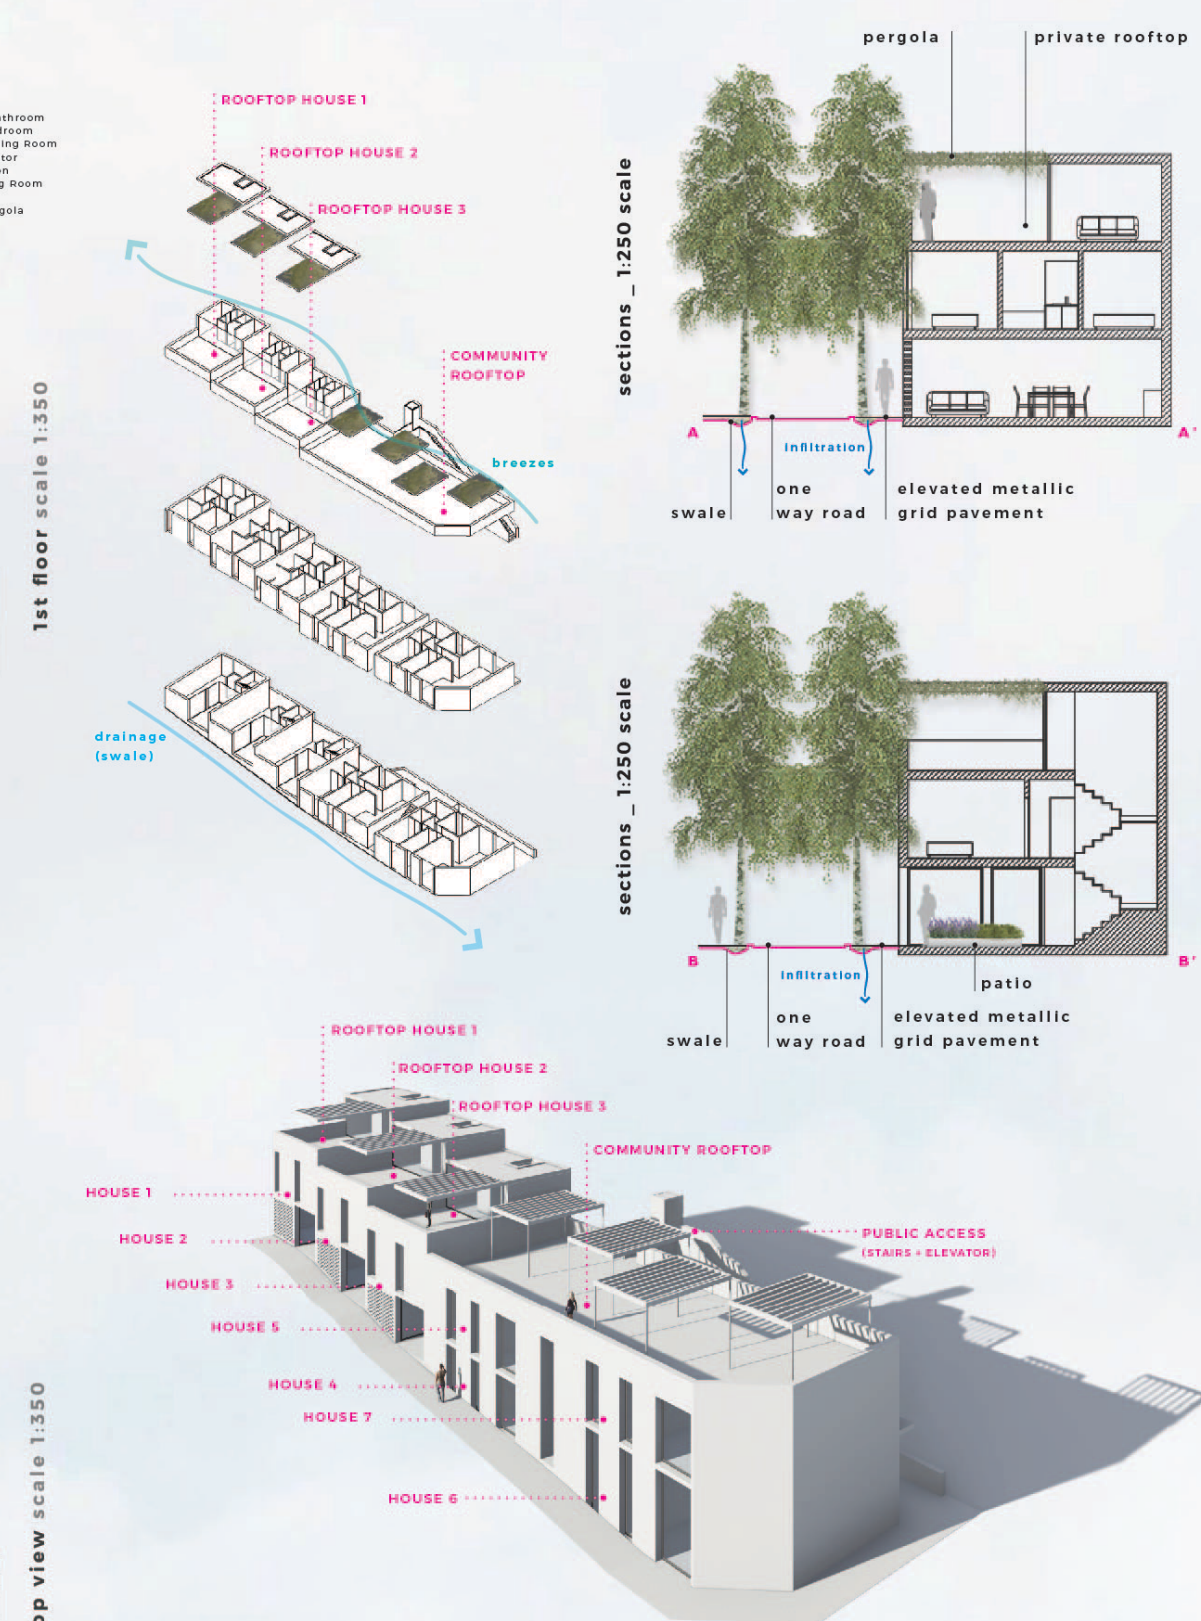 pergola
private rooftop
ROOFTOP HOUSE 1
ROOFTOP HOUSE 2
ROOFTOP HOUSE 3
COMMUNITY
ROOFTOP
breezes
1st floor scale 1:350
drainage
(swale)
sections _ 1:250 scale
A
A'
infiltration
swale
one
way road
elevated metallic
grid pavement
sections _ 1:250 scale
B
B'
infiltration
patio
swale
one
way road
elevated metallic
grid pavement
ROOFTOP HOUSE 1
ROOFTOP HOUSE 2
ROOFTOP HOUSE 3
COMMUNITY ROOFTOP
HOUSE 1
HOUSE 2
HOUSE 3
HOUSE 5
HOUSE 4
HOUSE 7
HOUSE 6
PUBLIC ACCESS
(STAIRS + ELEVATOR)
view scale 1:350
Room
Room